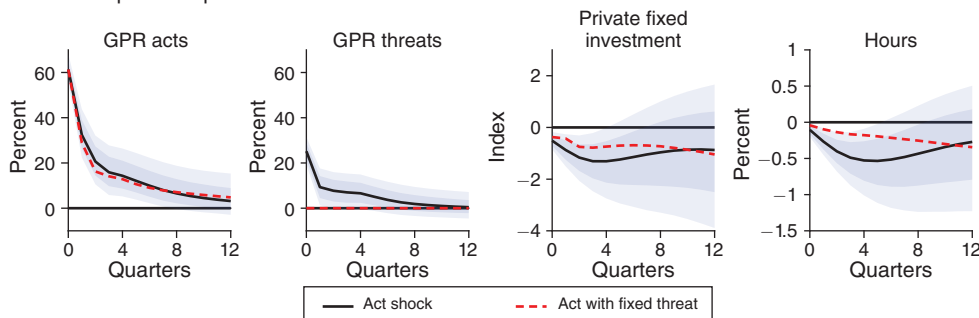 GPR acts
GPR threats
Private fixed
investment
Hours
Percent
60
40
20
0
0 4 8 12
Quarters
Percent
60
40
20
0
0 4 8 12
Quarters
Index
2
0
−2
−4
0 4 8 12
Quarters
Percent
1
0.5
0
−0.5
−1
−1.5
0 4 8 12
Quarters
Act shock
Act with fixed threat